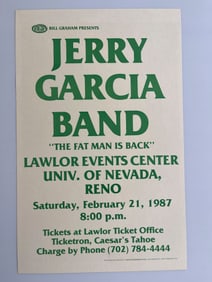 BILL GRAHAM PRESENTS
JERRY
GARCIA
BAND
"THE FAT MAN IS BACK"
LAWLOR EVENTS CENTER
UNIV. OF NEVADA,
RENO
Saturday, February 21, 1987
8:00 p.m.
Tickets at Lawlor Ticket Office
Ticketron, Caesar's Tahoe
Charge by Phone (702) 784-4444